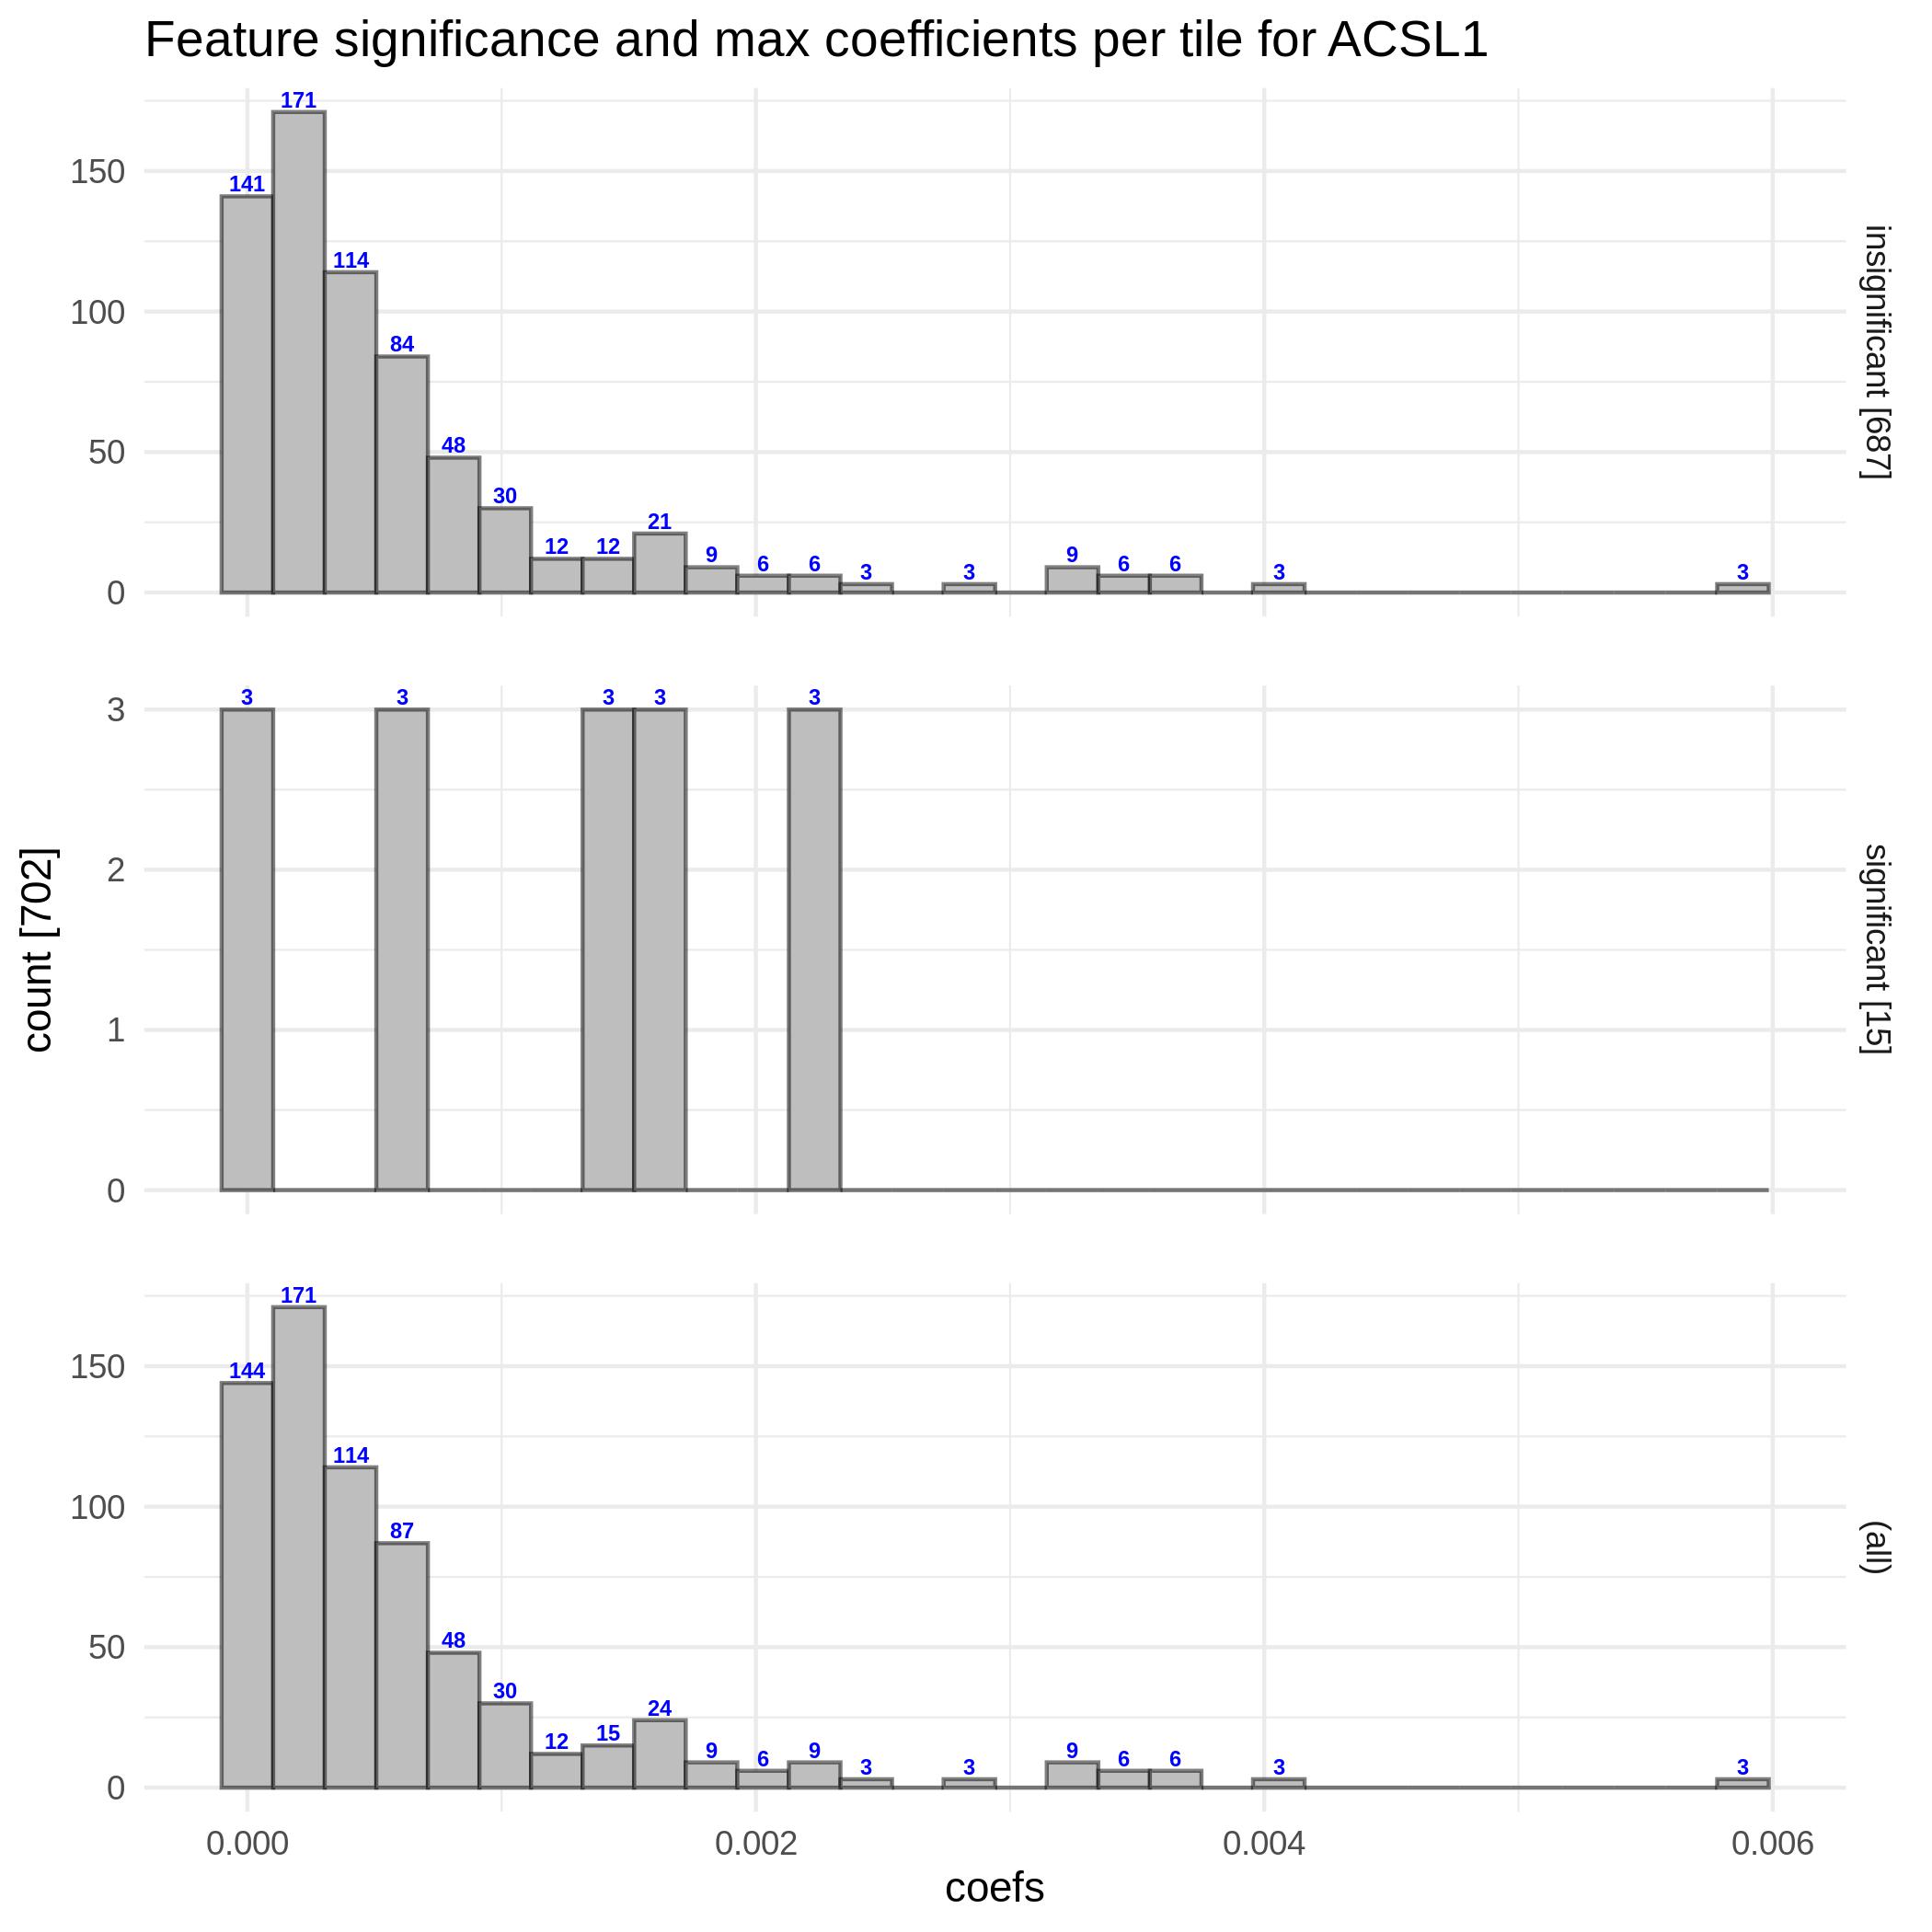 Feature significance and max coefficients per tile for ACSL1
171
141
114
84
48
30
12 12 21 9 6 6 3 3 9 6 6 3 3
150
100
50
0
insignificant [687]
3 3 3 3 3
3
2
1
0
significant [15]
count [702]
171
144
114
87
48
30
12 15 24 9 6 9 3 3 9 6 6 3 3
150
100
50
0
(all)
0.000 0.002 0.004 0.006
coefs